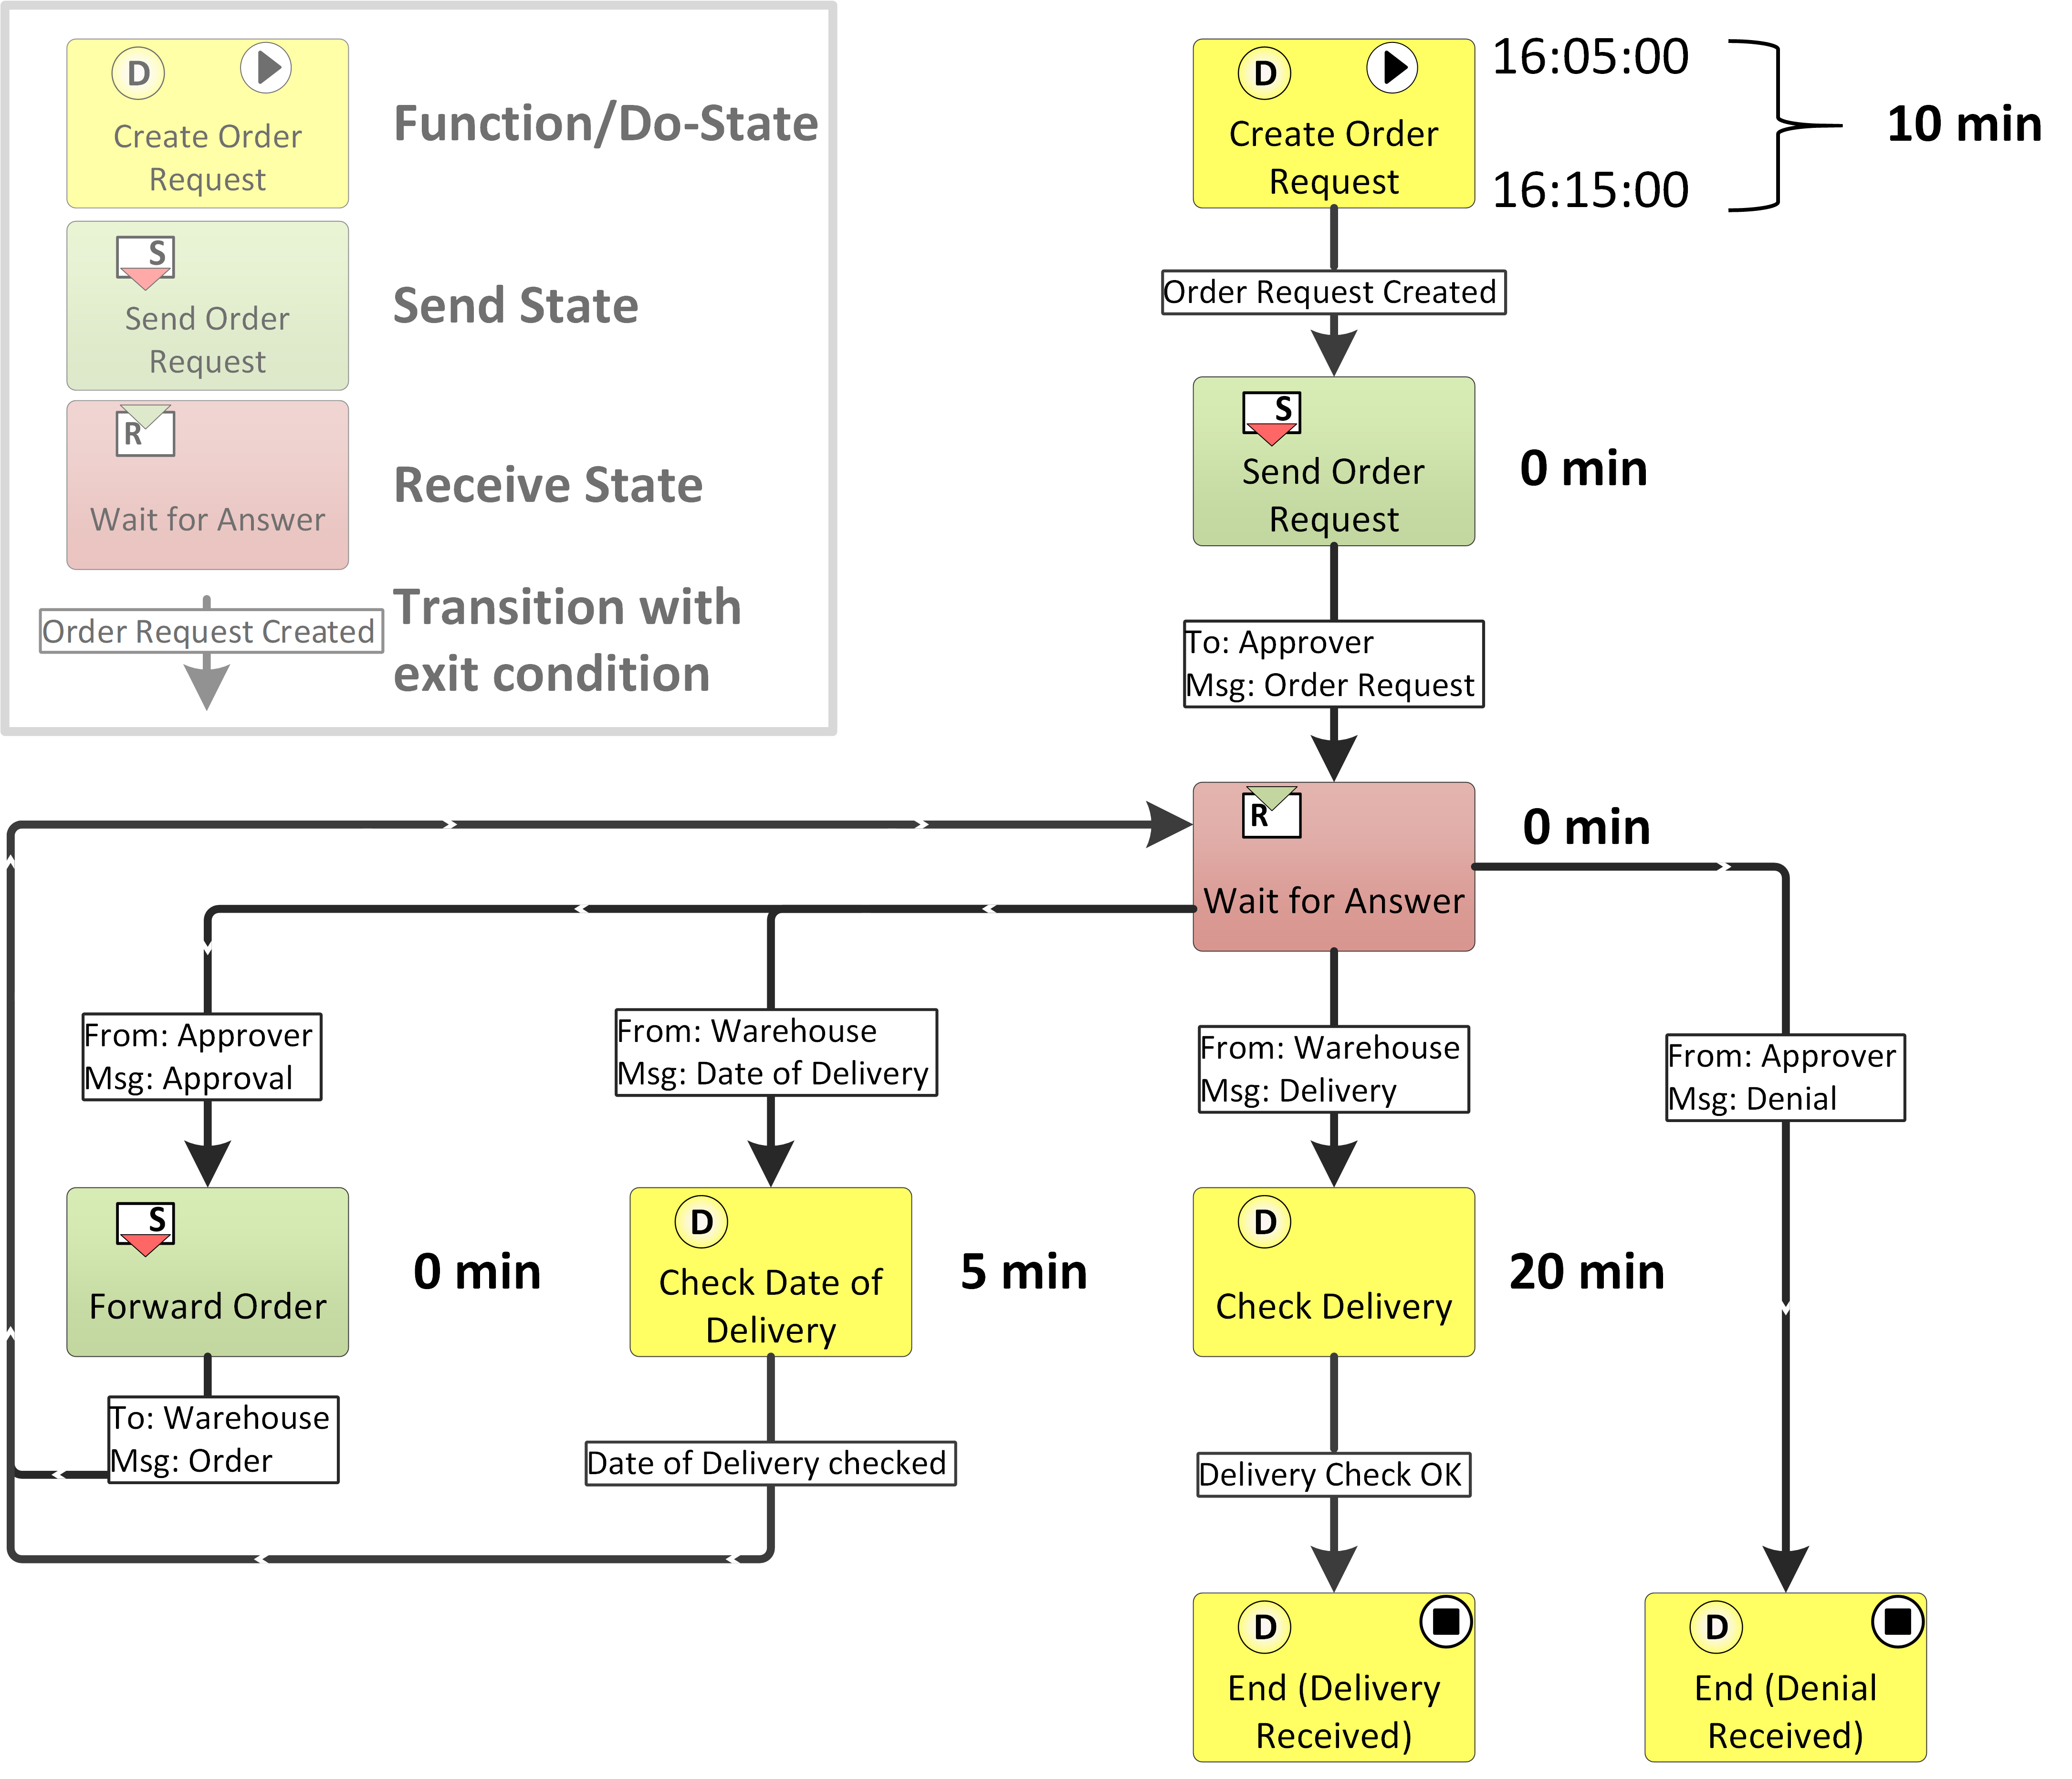 D
Create Order
Request
Function/Do-State
S
Send Order
Request
Send State
R
Wait for Answer
Receive State
Order Request Created
Transition with
exit condition
D
Create Order
Request
16:05:00
16:15:00
10 min
Order Request Created
S
Send Order
Request
0 min
To: Approver
Msg: Order Request
R
Wait for Answer
0 min
From: Approver
Msg: Approval
From: Warehouse
Msg: Date of Delivery
From: Warehouse
Msg: Delivery
From: Approver
Msg: Denial
S
Forward Order
0 min
D
Check Date of
Delivery
5 min
D
Check Delivery
20 min
To: Warehouse
Msg: Order
Date of Delivery checked
Delivery Check OK
D
End (Delivery
Received)
D
End (Denial
Received)